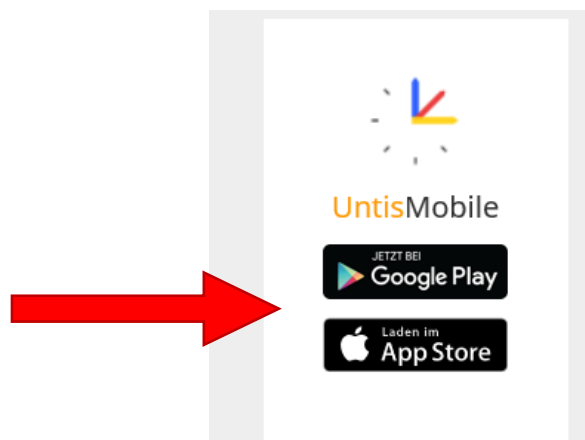 UntisMobile
JETZT BEI
Google Play
Laden im
App Store